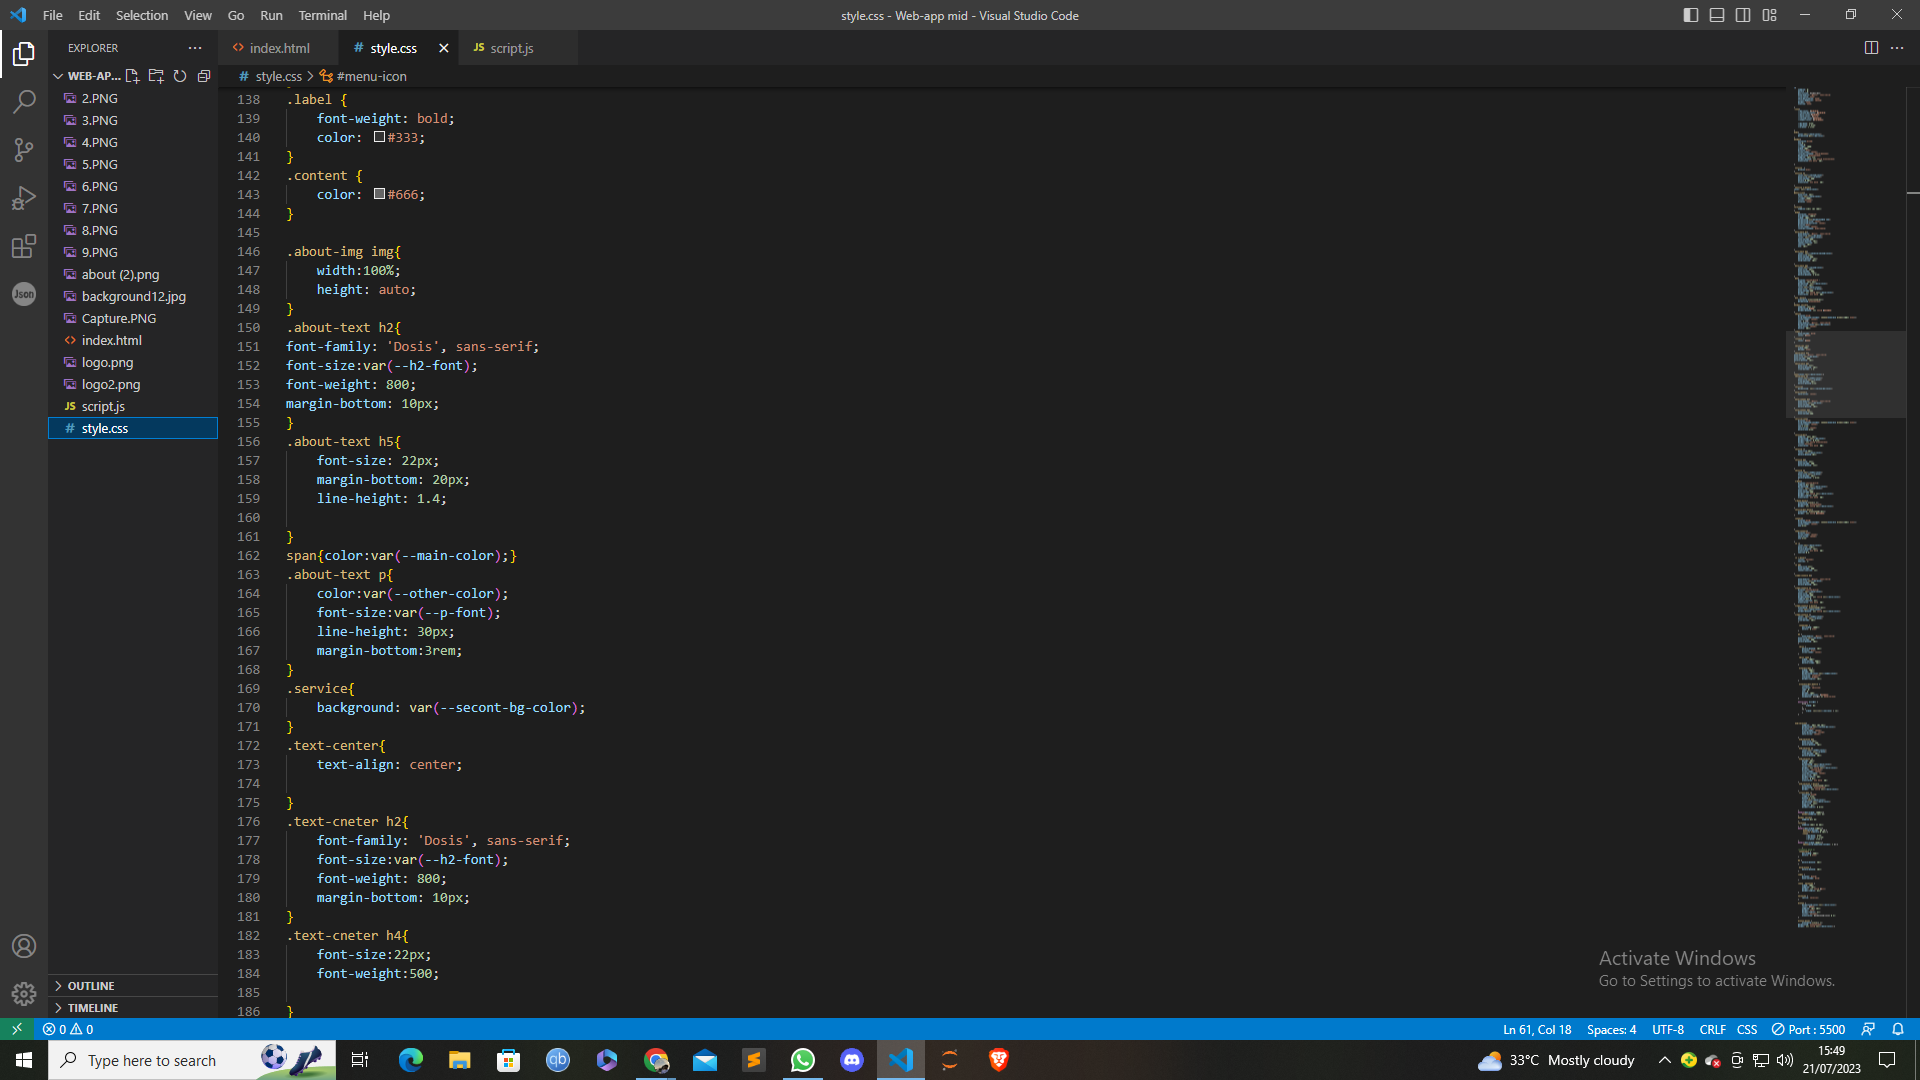 File Edit Selection View Go Run Terminal Help
style.css - Web-app mid - Visual Studio Code
EXPLORER
index.html
# style.css
JS script.js
WEB-AP...
# style.css > #menu-icon
2.PNG
3.PNG
4.PNG
5.PNG
6.PNG
7.PNG
8.PNG
9.PNG
about (2).png
background12.jpg
Capture.PNG
<> index.html
logo.png
logo2.png
JS script.js
# style.css
Json
138 .label {
139 font-weight: bold;
140 color: #333;
141 }
142 .content {
143 color: #666;
144 }
145
146 .about-img img{
147 width:100%;
148 height: auto;
149 }
150 .about-text h2{
151 font-family: 'Dosis', sans-serif;
152 font-size:var(--h2-font);
153 font-weight: 800;
154 margin-bottom: 10px;
155 }
156 .about-text h5{
157 font-size: 22px;
158 margin-bottom: 20px;
159 line-height: 1.4;
160
161 }
162 span{color:var(--main-color);}
163 .about-text p{
164 color:var(--other-color);
165 font-size:var(--p-font);
166 line-height: 30px;
167 margin-bottom:3rem;
168 }
169 .service{
170 background: var(--secont-bg-color);
171 }
172 .text-center{
173 text-align: center;
174
175 }
176 .text-cneter h2{
177 font-family: 'Dosis', sans-serif;
178 font-size:var(--h2-font);
179 font-weight: 800;
180 margin-bottom: 10px;
181 }
182 .text-cneter h4{
183 font-size:22px;
184 font-weight:500;
185
186 }
OUTLINE
TIMELINE
Activate Windows
Go to Settings to activate Windows.
0 0
Ln 61, Col 18 Spaces: 4 UTF-8 CRLF CSS Port : 5500
Type here to search
qb
33°C Mostly cloudy
15:49
21/07/2023